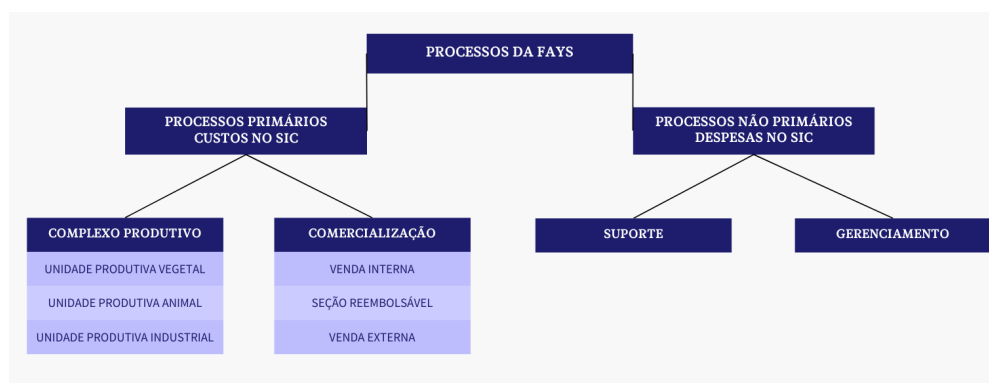 PROCESSOS DA FAYS
PROCESSOS PRIMÁRIOS
CUSTOS NO SIC
PROCESSOS NÃO PRIMÁRIOS
DESPESAS NO SIC
COMPLEXO PRODUTIVO
UNIDADE PRODUTIVA VEGETAL
UNIDADE PRODUTIVA ANIMAL
UNIDADE PRODUTIVA INDUSTRIAL
COMERCIALIZAÇÃO
VENDA INTERNA
SEÇÃO REEMBOLSÁVEL
VENDA EXTERNA
SUPORTE
GERENCIAMENTO